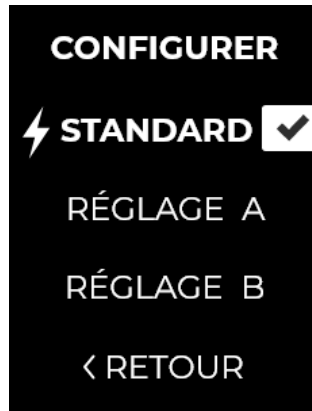 CONFIGURER
STANDARD
RÉGLAGE A
RÉGLAGE B
< RETOUR